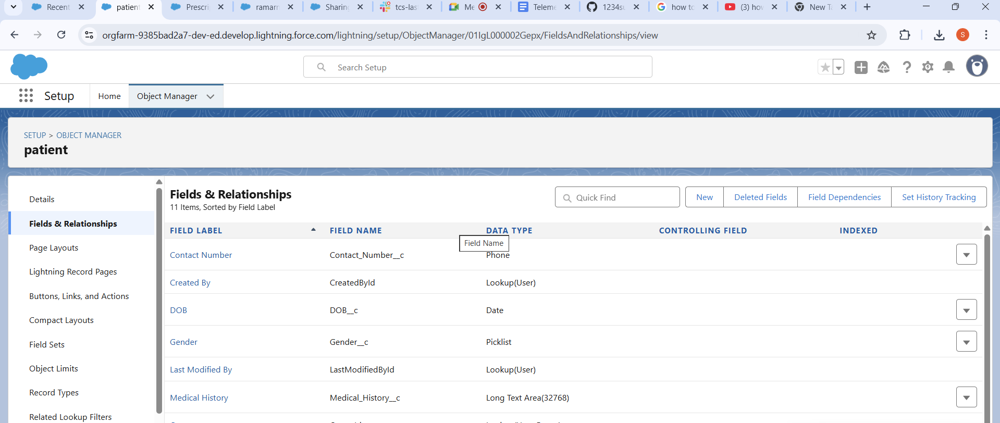 Recent
patient
Prescri
ramarn
Sharing
tcs-las
Me
Teleme
1234su
how to
(3) how
New Ta
orgfarm-9385bad2a7-dev-ed.develop.lightning.force.com/lightning/setup/ObjectManager/01IgL000002Gepx/FieldsAndRelationships/view
S
Search Setup
Setup
Home
Object Manager
SETUP > OBJECT MANAGER
patient
Details
Fields & Relationships
Page Layouts
Lightning Record Pages
Buttons, Links, and Actions
Compact Layouts
Field Sets
Object Limits
Record Types
Related Lookup Filters
Fields & Relationships
11 Items, Sorted by Field Label
Quick Find
New
Deleted Fields
Field Dependencies
Set History Tracking
FIELD LABEL FIELD NAME DATA TYPE CONTROLLING FIELD INDEXED
Field Name
Contact Number Contact_Number__c Phone
Created By CreatedById Lookup(User)
DOB DOB__c Date
Gender Gender__c Picklist
Last Modified By LastModifiedById Lookup(User)
Medical History Medical_History__c Long Text Area(32768)